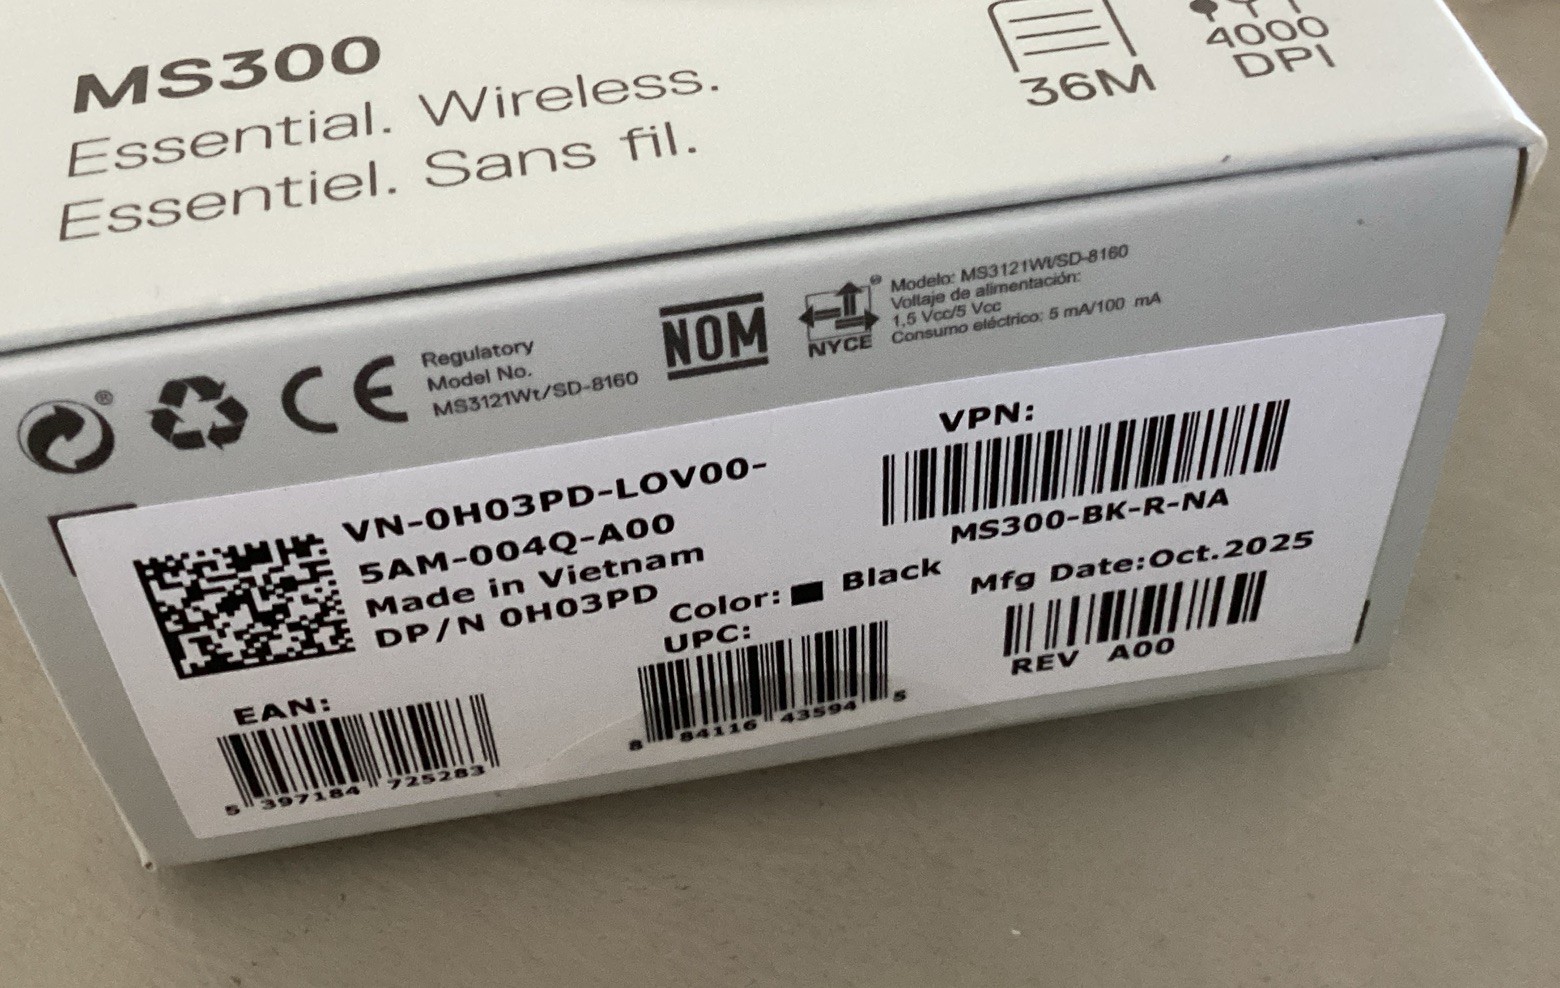 MS300
Essential. Wireless.
Essentiel. Sans fil.
36M
4000
DPI
®
CE
Regulatory
Model No.
MS3121Wt/SD-8160
NOM
®
NYCE
Modelo: MS3121Wt/SD-8160
Voltaje de alimentación:
1,5 Vcc/5 Vcc
Consumo eléctrico: 5 mA/100 mA
VN-0H03PD-LOV00-
5AM-004Q-A00
Made in Vietnam
DP/N 0H03PD
VPN:
MS300-BK-R-NA
Color: Black
Mfg Date:Oct.2025
REV A00
UPC:
8 84116 43594 5
EAN:
5 397184 725283